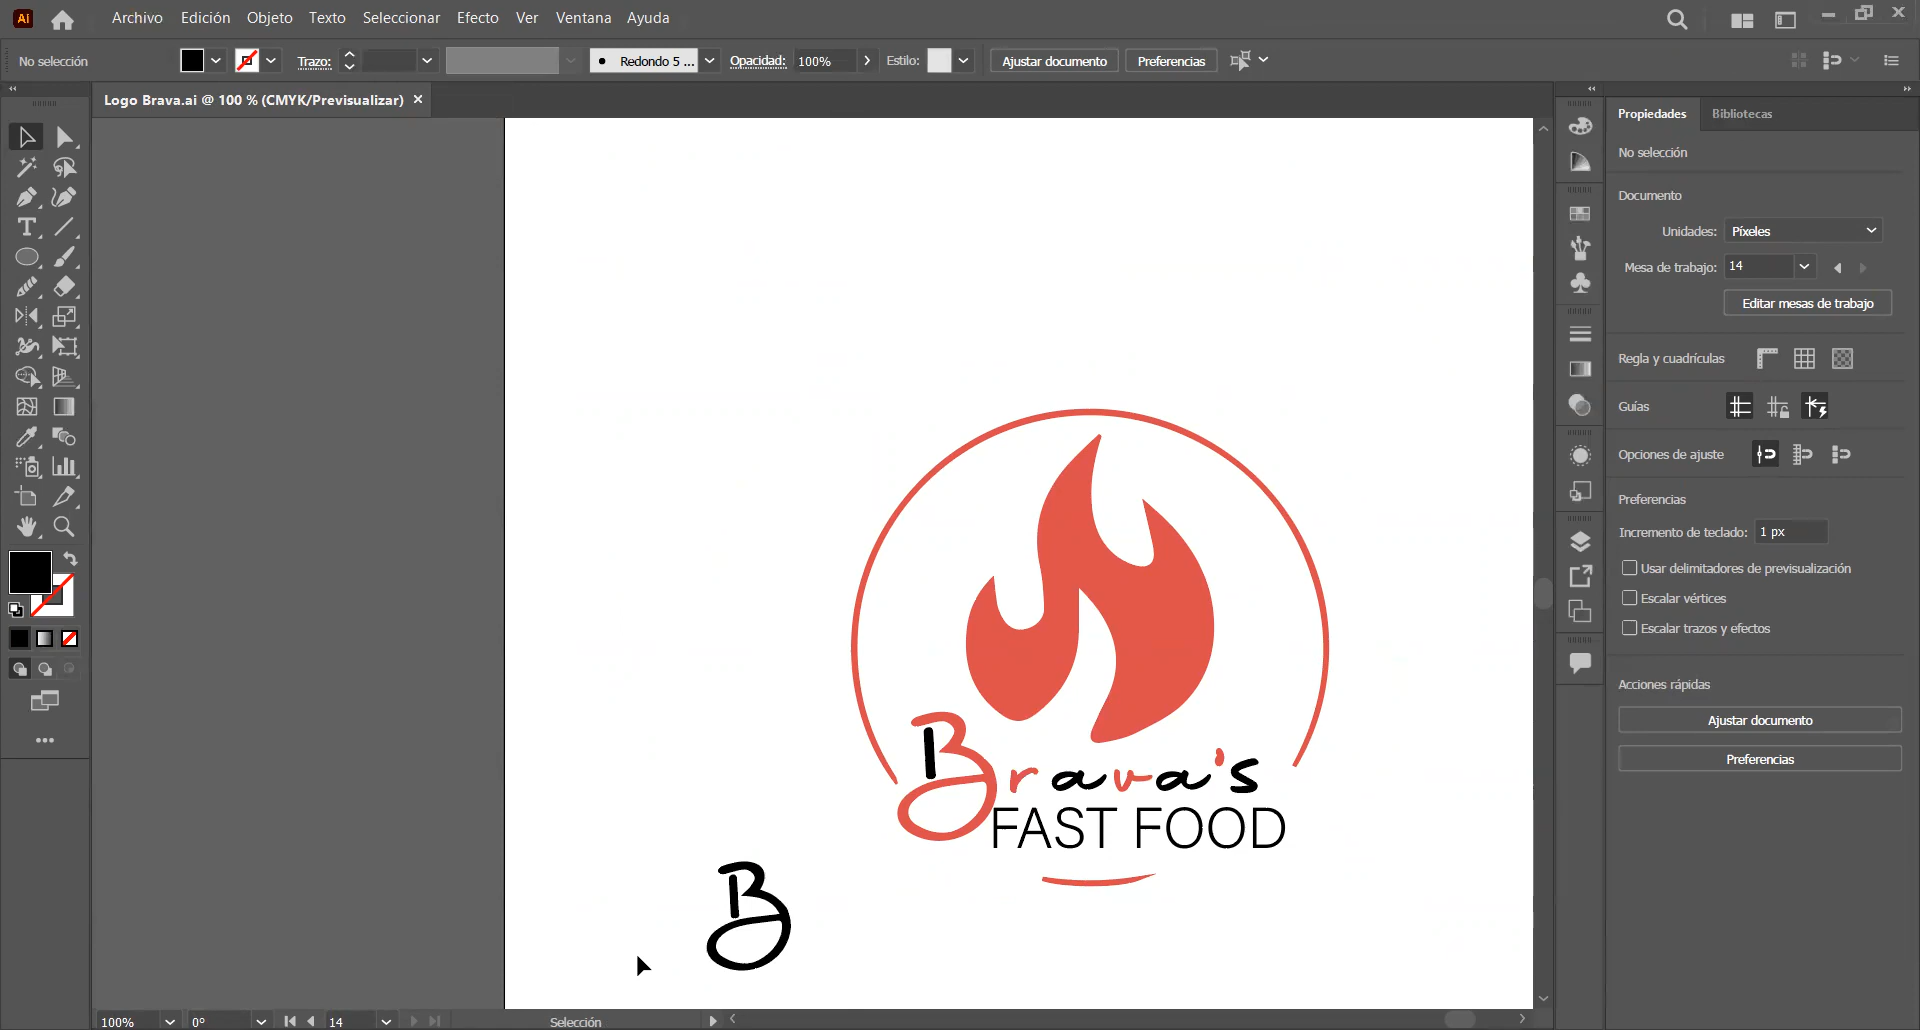 Ai Archivo Edición Objeto Texto Seleccionar Efecto Ver Ventana Ayuda
No selección Trazo: Redondo 5 ... Opacidad: 100% Estilo: Ajustar documento Preferencias
Logo Brava.ai @ 100 % (CMYK/Previsualizar)
Propiedades Bibliotecas
No selección
Documento
Unidades: Píxeles
Mesa de trabajo: 14
Editar mesas de trabajo
Regla y cuadrículas
Guías
Opciones de ajuste
Preferencias
Incremento de teclado: 1 px
Usar delimitadores de previsualización
Escalar vértices
Escalar trazos y efectos
Acciones rápidas
Ajustar documento
Preferencias
Brava's
FAST FOOD
B
100% 0° 14 Selección